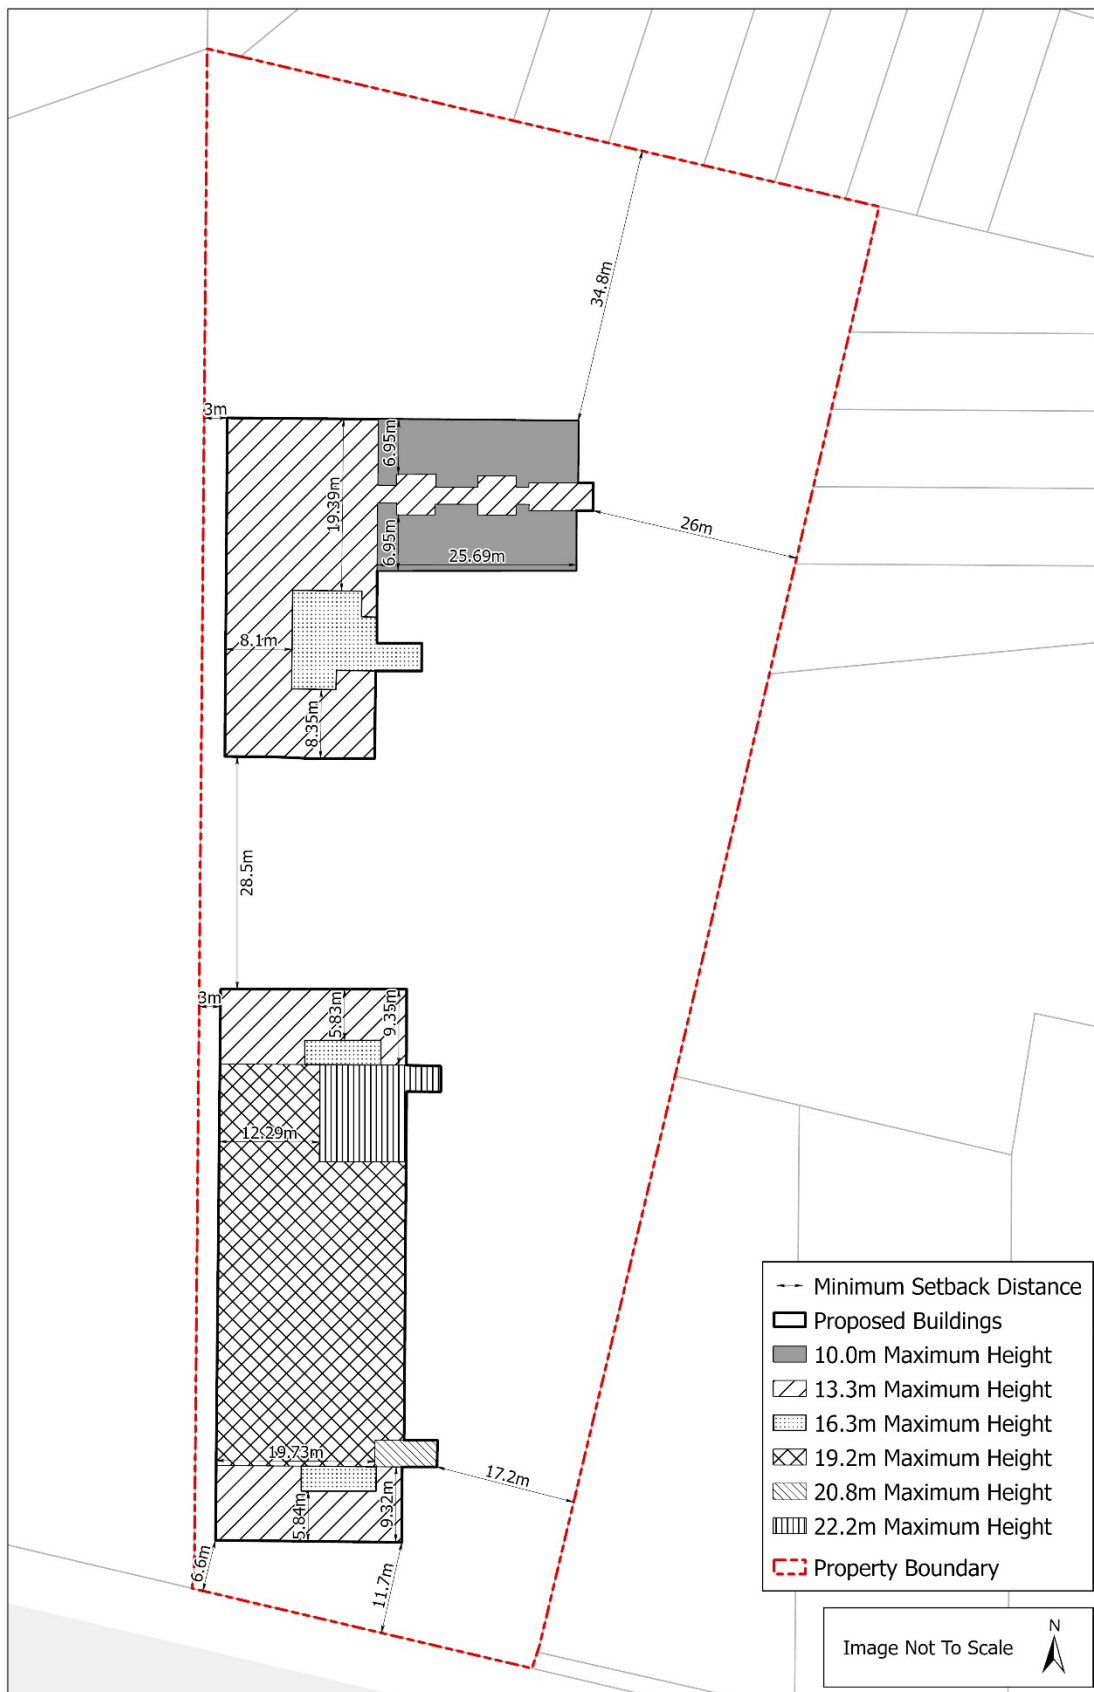 34.8m
3m
6.95m
19.39m
26m
6.95m
25.69m
8.1m
8.35m
28.5m
3m
5.83m
9.35m
12.29m
19.73m
17.2m
5.84m
9.32m
6.6m
11.7m
Minimum Setback Distance
Proposed Buildings
10.0m Maximum Height
13.3m Maximum Height
16.3m Maximum Height
19.2m Maximum Height
20.8m Maximum Height
22.2m Maximum Height
Property Boundary
Image Not To Scale
N